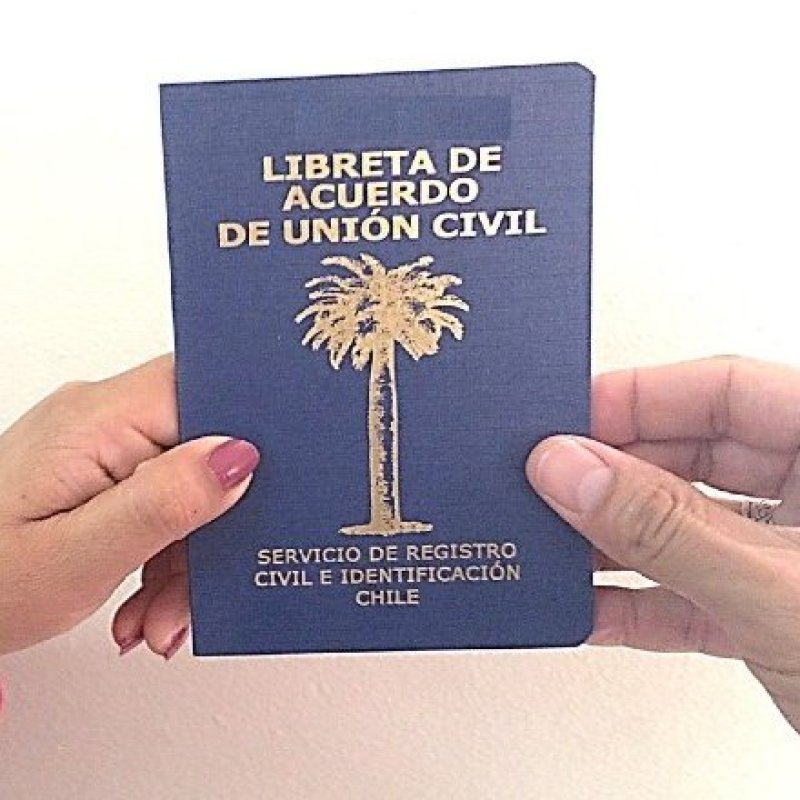 LIBRETA DE
ACUERDO
DE UNIÓN CIVIL
SERVICIO DE REGISTRO
CIVIL E IDENTIFICACIÓN
CHILE